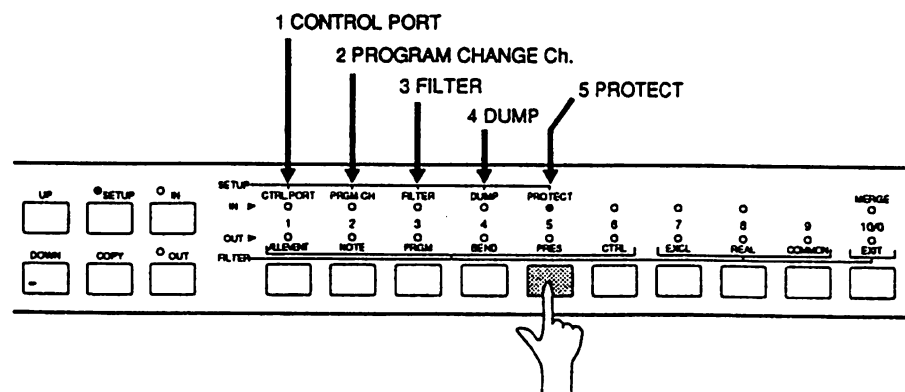 1 CONTROL PORT
2 PROGRAM CHANGE Ch.
3 FILTER
5 PROTECT
4 DUMP
SETUP
CTRL.PORT PRGM.CH FILTER DUMP PROTECT
UP SETUP IN
IN
MERGE
1 2 3 4 5 6 7 8 9 10/0
OUT
DOWN COPY OUT
ALLEVENT NOTE PRGM BEND PRES CTRL EXCL REAL COMMON EXIT
FILTER